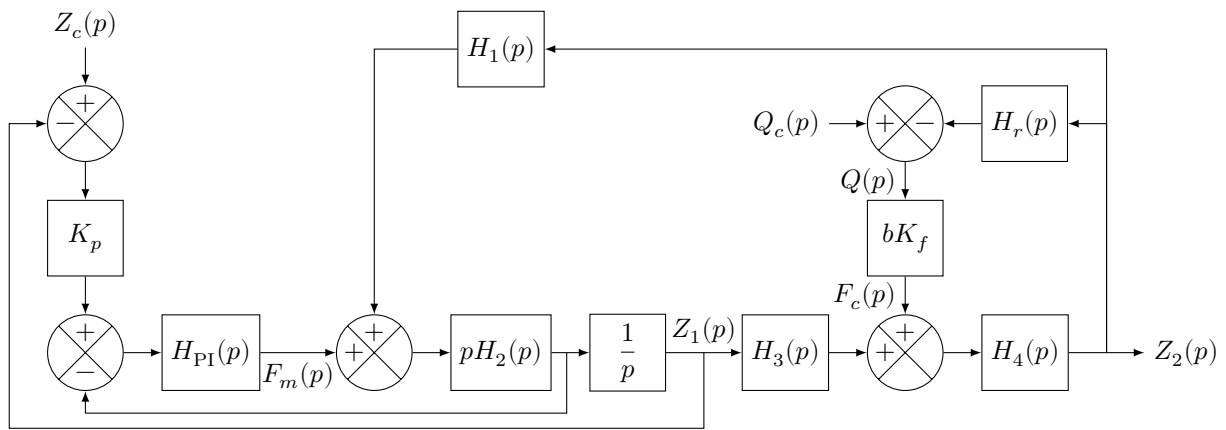 Z_c(p)
H_1(p)
+
−
Q_c(p)
+
−
H_r(p)
Q(p)
K_p
bK_f
F_c(p)
+
−
H_PI(p)
F_m(p)
+
+
pH_2(p)
1
p
Z_1(p)
H_3(p)
+
+
H_4(p)
Z_2(p)